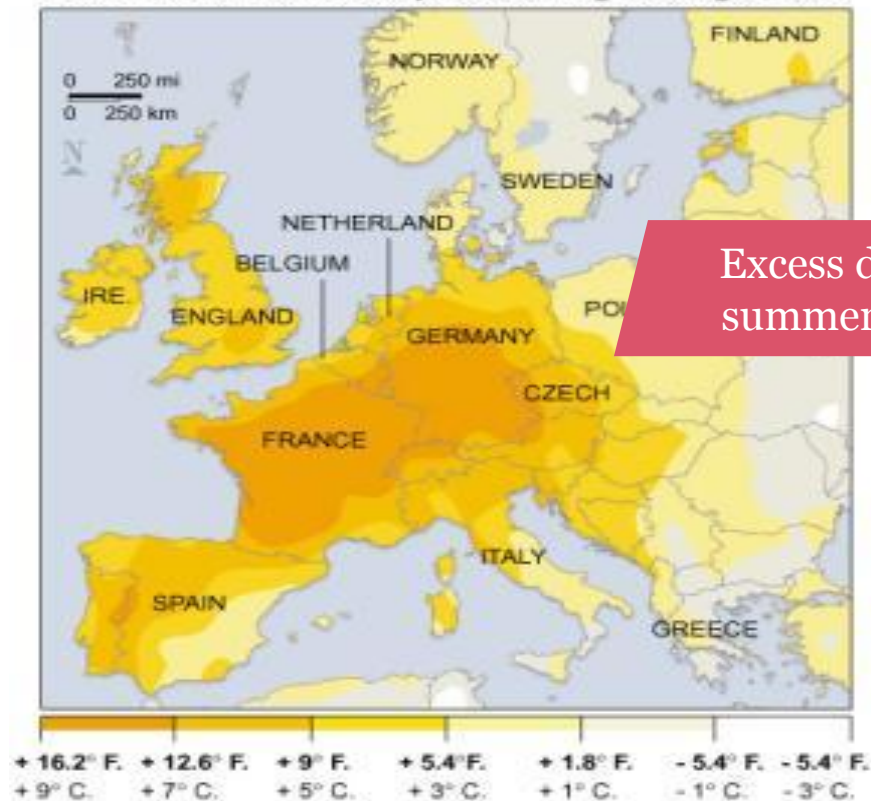 FINLAND
NORWAY
0 250 mi
0 250 km
N
SWEDEN
NETHERLAND
BELGIUM
Excess
summer
IRE.
ENGLAND
GERMANY
CZECH
FRANCE
ITALY
SPAIN
GREECE
+ 16.2° F. + 12.6° F. + 9° F. + 5.4° F. + 1.8° F. - 5.4° F. - 5.4° F.
+ 9° C. + 7° C. + 5° C. + 3° C. + 1° C. - 1° C. - 3° C.